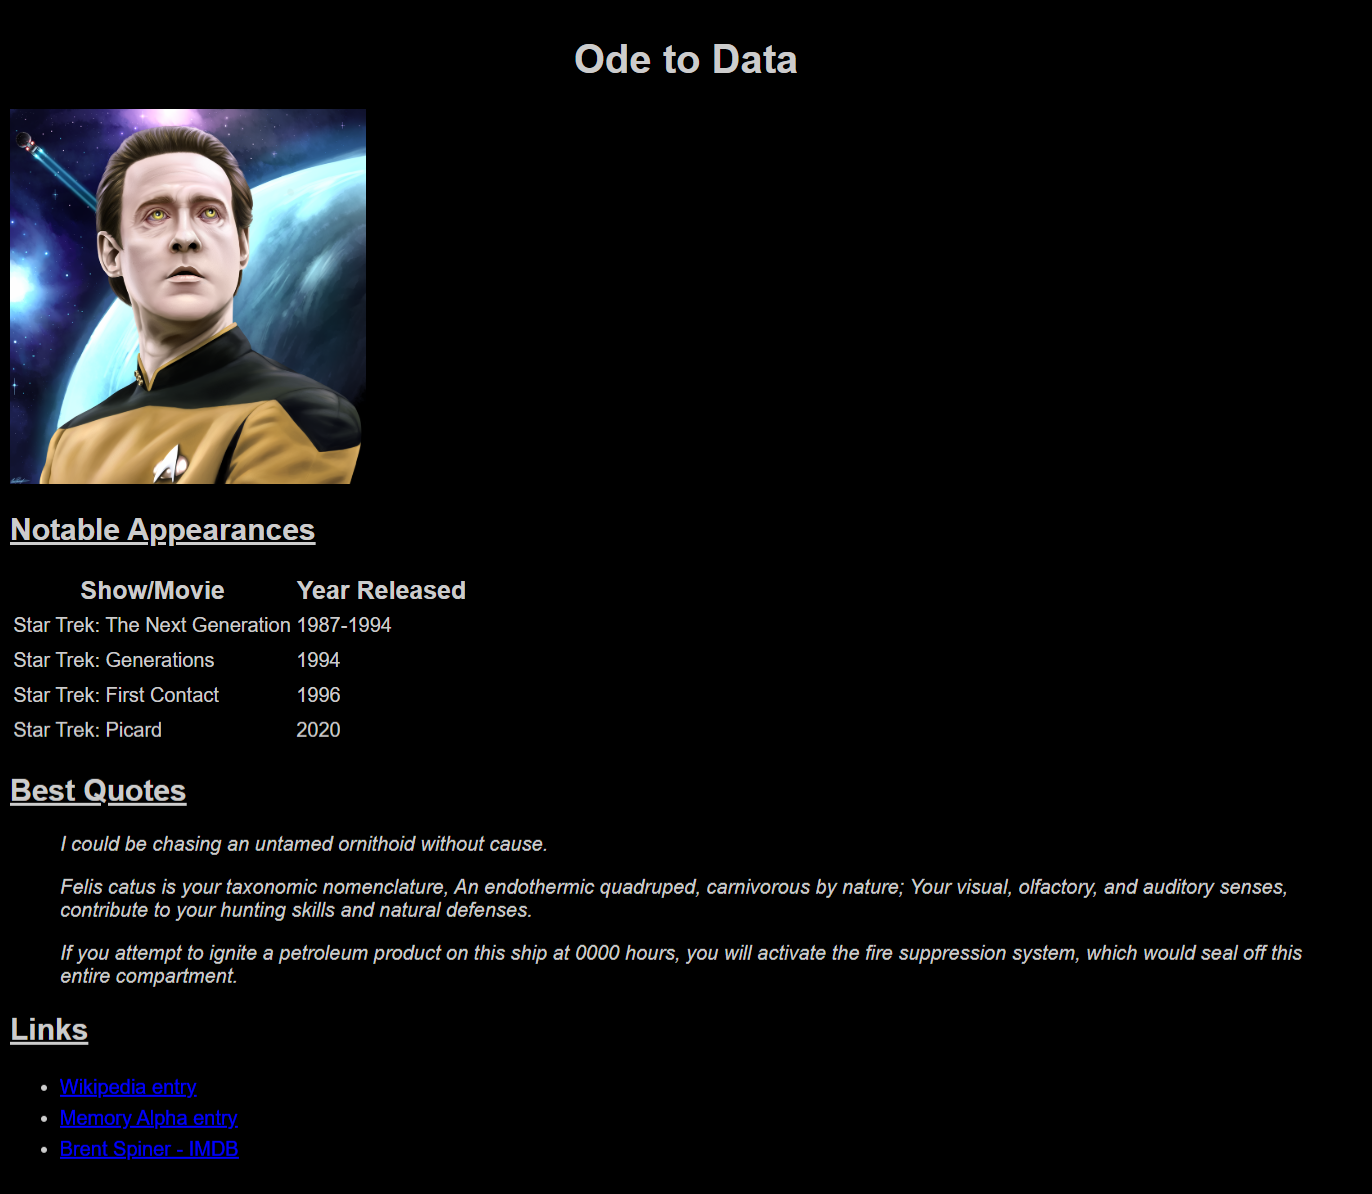 Ode to Data
Notable Appearances
Show/Movie Year Released
Star Trek: The Next Generation 1987-1994
Star Trek: Generations 1994
Star Trek: First Contact 1996
Star Trek: Picard 2020
Best Quotes
I could be chasing an untamed ornithoid without cause.
Felis catus is your taxonomic nomenclature, An endothermic quadruped, carnivorous by nature; Your visual, olfactory, and auditory senses,
contribute to your hunting skills and natural defenses.
If you attempt to ignite a petroleum product on this ship at 0000 hours, you will activate the fire suppression system, which would seal off this
entire compartment.
Links
Wikipedia entry
Memory Alpha entry
Brent Spiner - IMDB